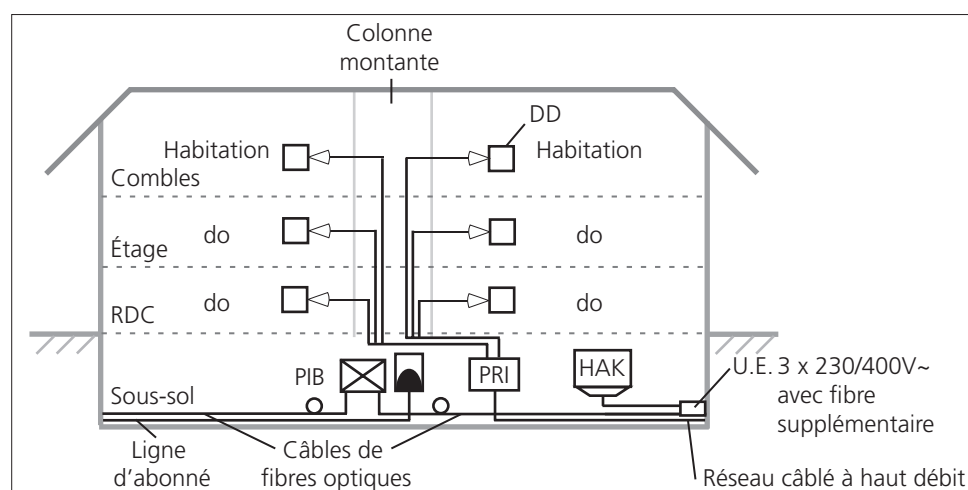 Colonne
montante
DD
Habitation
Habitation
Combles
do
do
Étage
do
do
RDC
PIB
PRI
HAK
U.E. 3 x 230/400V~
avec fibre
supplémentaire
Sous-sol
Ligne
d’abonné
Câbles de
fibres optiques
Réseau câblé à haut débit